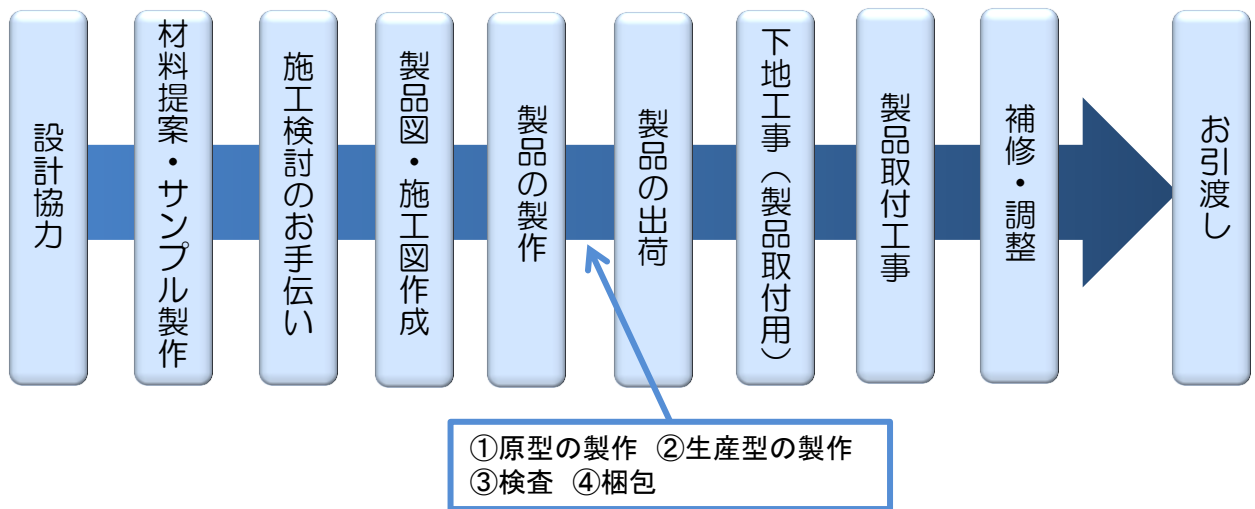 設計協力
材料提案・サンプル製作
施工検討のお手伝い
製品図・施工図作成
製品の製作
製品の出荷
下地工事（製品取付用）
製品取付工事
補修・調整
お引渡し
①原型の製作 ②生産型の製作
③検査 ④梱包